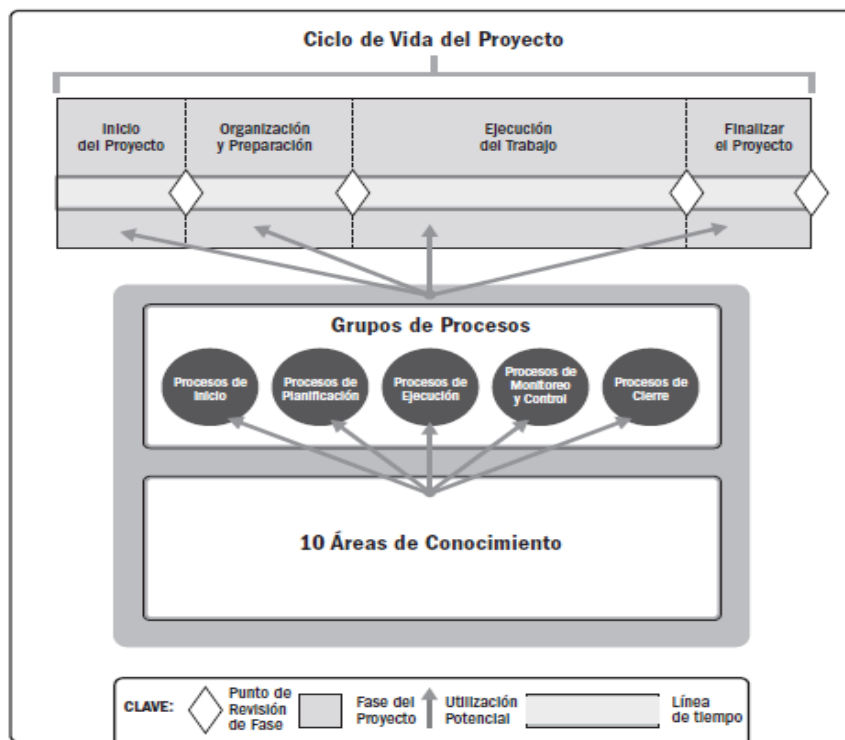 Ciclo de Vida del Proyecto
Inicio
del Proyecto
Organización
y Preparación
Ejecución
del Trabajo
Finalizar
el Proyecto
Grupos de Procesos
Procesos de
Inicio
Procesos de
Planificación
Procesos de
Ejecución
Procesos de
Monitoreo
y Control
Procesos de
Cierre
10 Áreas de Conocimiento
CLAVE:
Punto de
Revisión
de Fase
Fase del
Proyecto
Utilización
Potencial
Línea
de tiempo